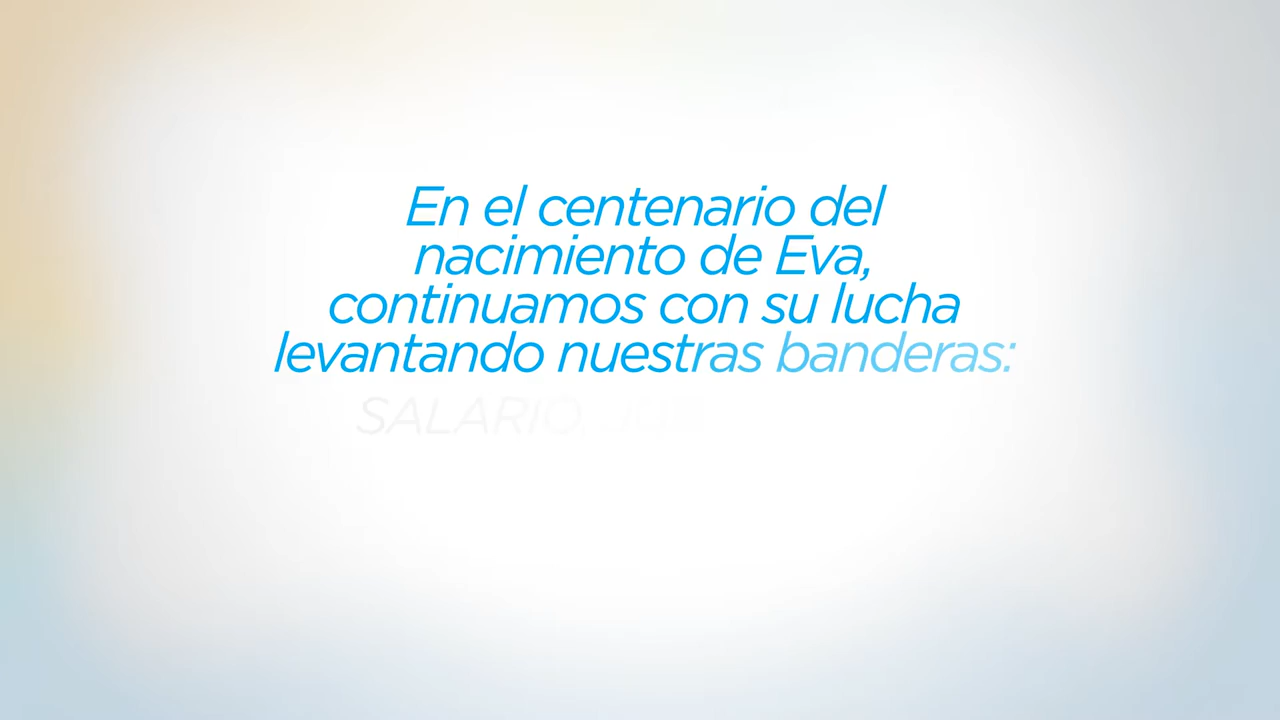 En el centenario del
nacimiento de Eva,
continuamos con su lucha
levantando nuestras banderas:
SALARIO,